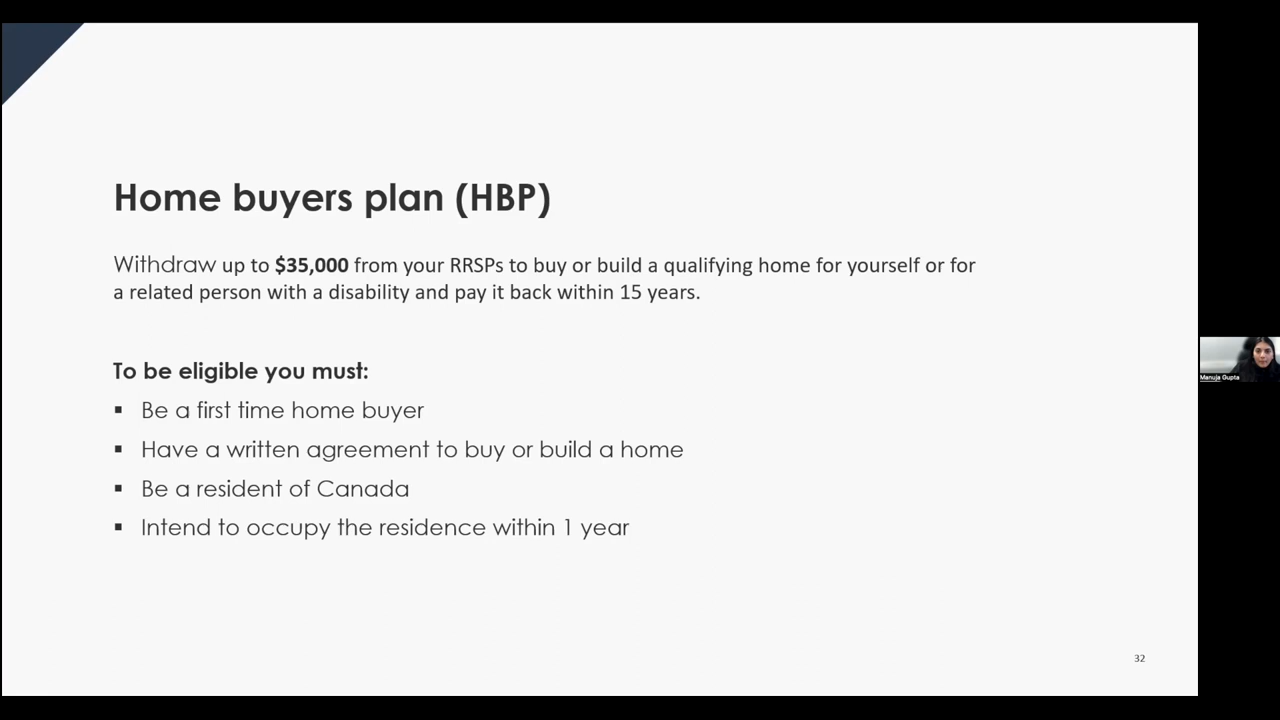 Home buyers plan (HBP)
Withdraw up to $35,000 from your RRSPs to buy or build a qualifying home for yourself or for
a related person with a disability and pay it back within 15 years.
To be eligible you must:
▪ Be a first time home buyer
▪ Have a written agreement to buy or build a home
▪ Be a resident of Canada
▪ Intend to occupy the residence within 1 year
Manuja Gupta
32